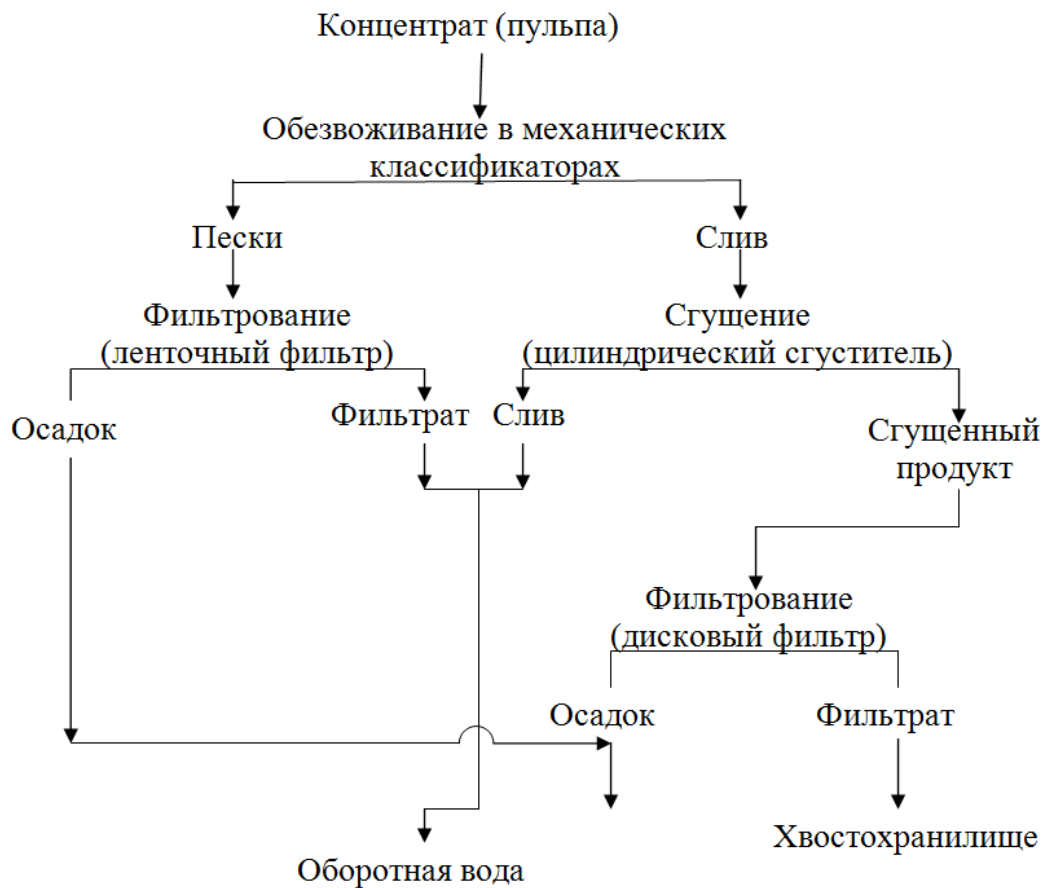 Концентрат (пульпа)
Обезвоживание в механических
классификаторах
Пески
Слив
Фильтрование
(ленточный фильтр)
Сгущение
(цилиндрический сгуститель)
Осадок
Фильтрат
Слив
Сгущенный
продукт
Фильтрование
(дисковый фильтр)
Осадок
Фильтрат
Хвостохранилище
Оборотная вода